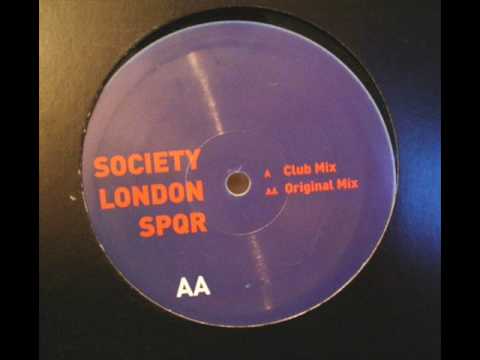 SOCIETY
LONDON
SPQR
A Club Mix
AA Original Mix
AA